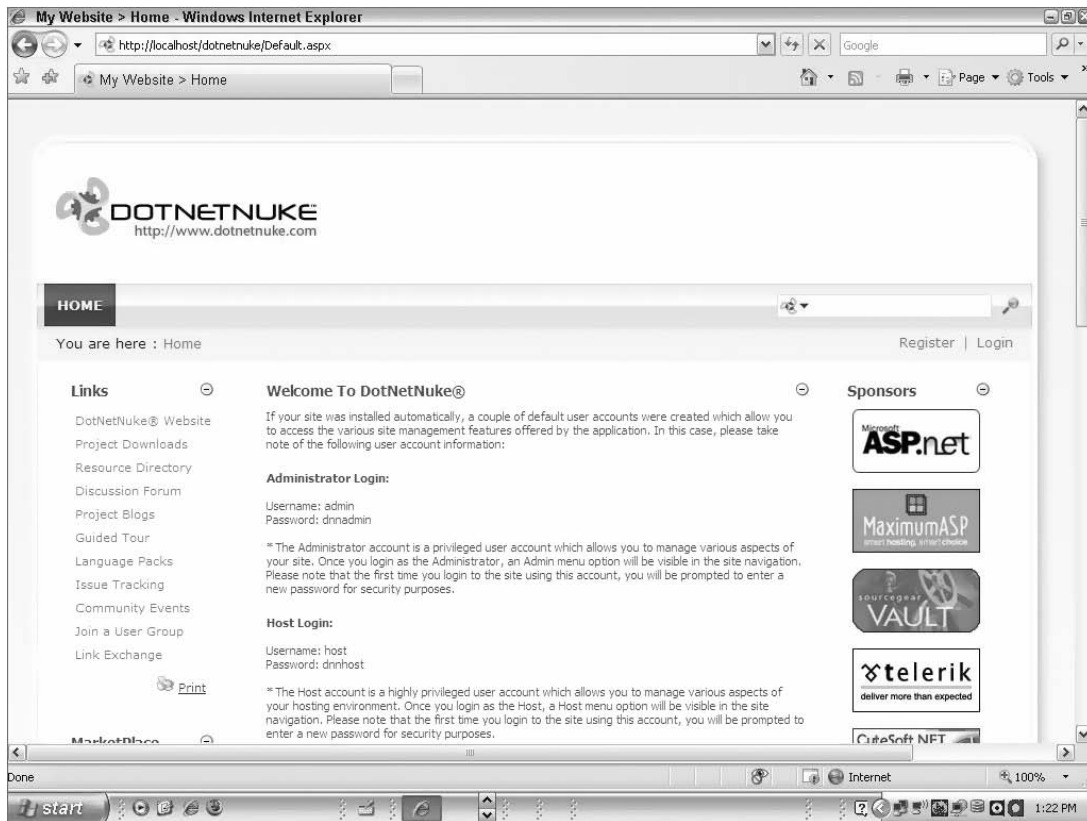 My Website > Home - Windows Internet Explorer
http://localhost/dotnetnuke/Default.aspx
Google
My Website > Home
Page
Tools
DOTNETNUKE
http://www.dotnetnuke.com
HOME
You are here : Home
Register | Login
Links
DotNetNuke® Website
Project Downloads
Resource Directory
Discussion Forum
Project Blogs
Guided Tour
Language Packs
Issue Tracking
Community Events
Join a User Group
Link Exchange
Print
MarketPlace
Welcome To DotNetNuke®
If your site was installed automatically, a couple of default user accounts were created which allow you
to access the various site management features offered by the application. In this case, please take
note of the following user account information:
Administrator Login:
Username: admin
Password: dnnadmin
* The Administrator account is a privileged user account which allows you to manage various aspects of
your site. Once you login as the Administrator, an Admin menu option will be visible in the site navigation.
Please note that the first time you login to the site using this account, you will be prompted to enter a
new password for security purposes.
Host Login:
Username: host
Password: dnnhost
* The Host account is a highly privileged user account which allows you to manage various aspects of
your hosting environment. Once you login as the Host, a Host menu option will be visible in the site
navigation. Please note that the first time you login to the site using this account, you will be prompted to
enter a new password for security purposes.
Sponsors
Microsoft
ASP.net
MaximumASP
smart hosting, smart choice
sourcegear
VAULT
telerik
deliver more than expected
CuteSoft.NET
Done
Internet
100%
start
1:22 PM